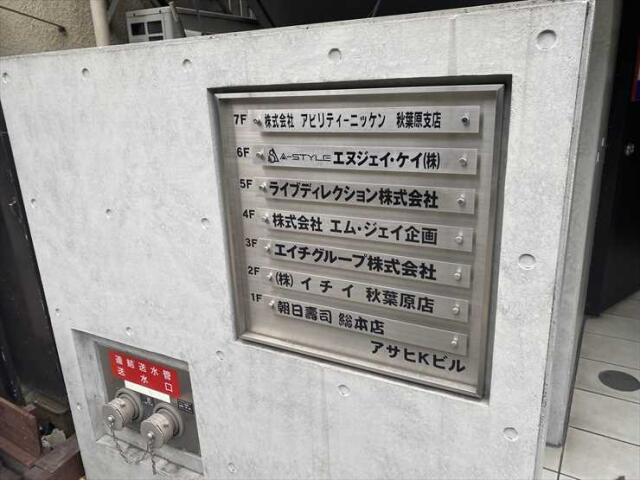 7F 株式会社 アビリティーニッケン 秋葉原支店
6F A-STYLE エヌジェイ・ケイ(株)
5F ライブディレクション株式会社
4F 株式会社 エム・ジェイ企画
3F エイチグループ株式会社
2F (株)イチイ 秋葉原店
1F 朝日壽司 総本店
アサヒKビル
連結送水管
送水口